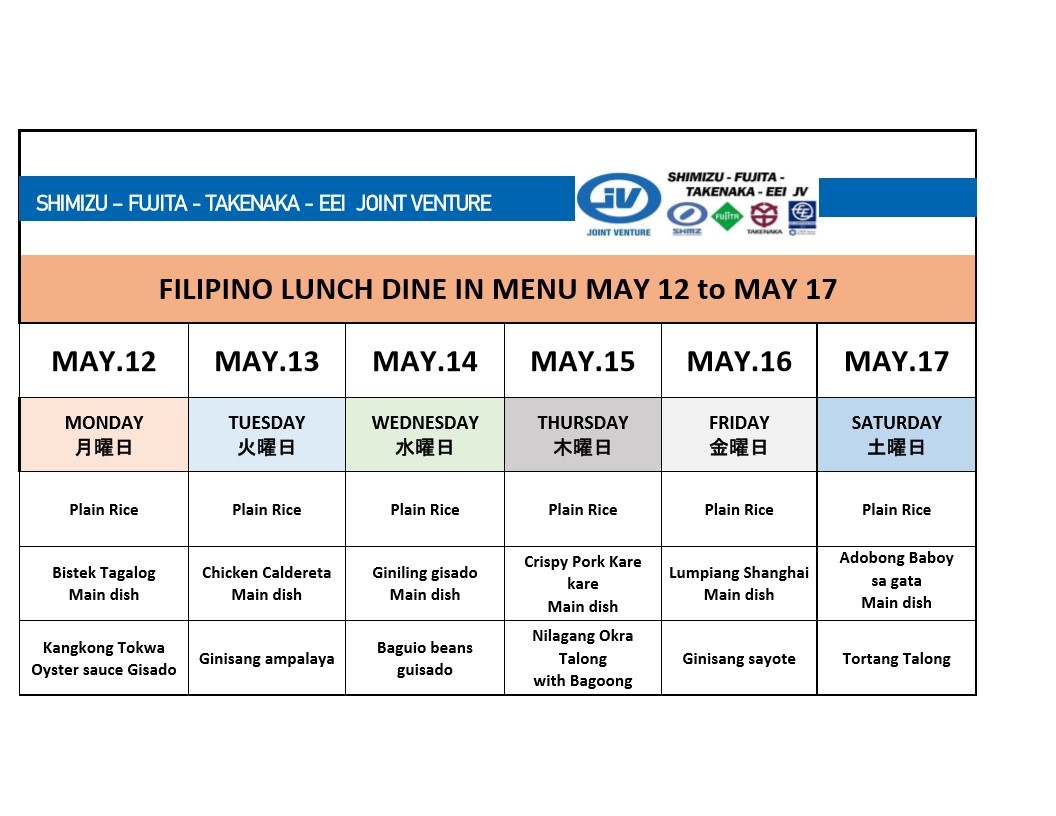 SHIMIZU – FUJITA - TAKENAKA - EEI JOINT VENTURE
JV
JOINT VENTURE
SHIMIZU - FUJITA -
TAKENAKA - EEI JV
SHIMZ
FUJITA
TAKENAKA
EEI
FILIPINO LUNCH DINE IN MENU MAY 12 to MAY 17
MAY.12
MAY.13
MAY.14
MAY.15
MAY.16
MAY.17
MONDAY
月曜日
TUESDAY
火曜日
WEDNESDAY
水曜日
THURSDAY
木曜日
FRIDAY
金曜日
SATURDAY
土曜日
Plain Rice
Plain Rice
Plain Rice
Plain Rice
Plain Rice
Plain Rice
Bistek Tagalog
Main dish
Chicken Caldereta
Main dish
Giniling gisado
Main dish
Crispy Pork Kare
kare
Main dish
Lumpiang Shanghai
Main dish
Adobong Baboy
sa gata
Main dish
Kangkong Tokwa
Oyster sauce Gisado
Ginisang ampalaya
Baguio beans
guisado
Nilagang Okra
Talong
with Bagoong
Ginisang sayote
Tortang Talong